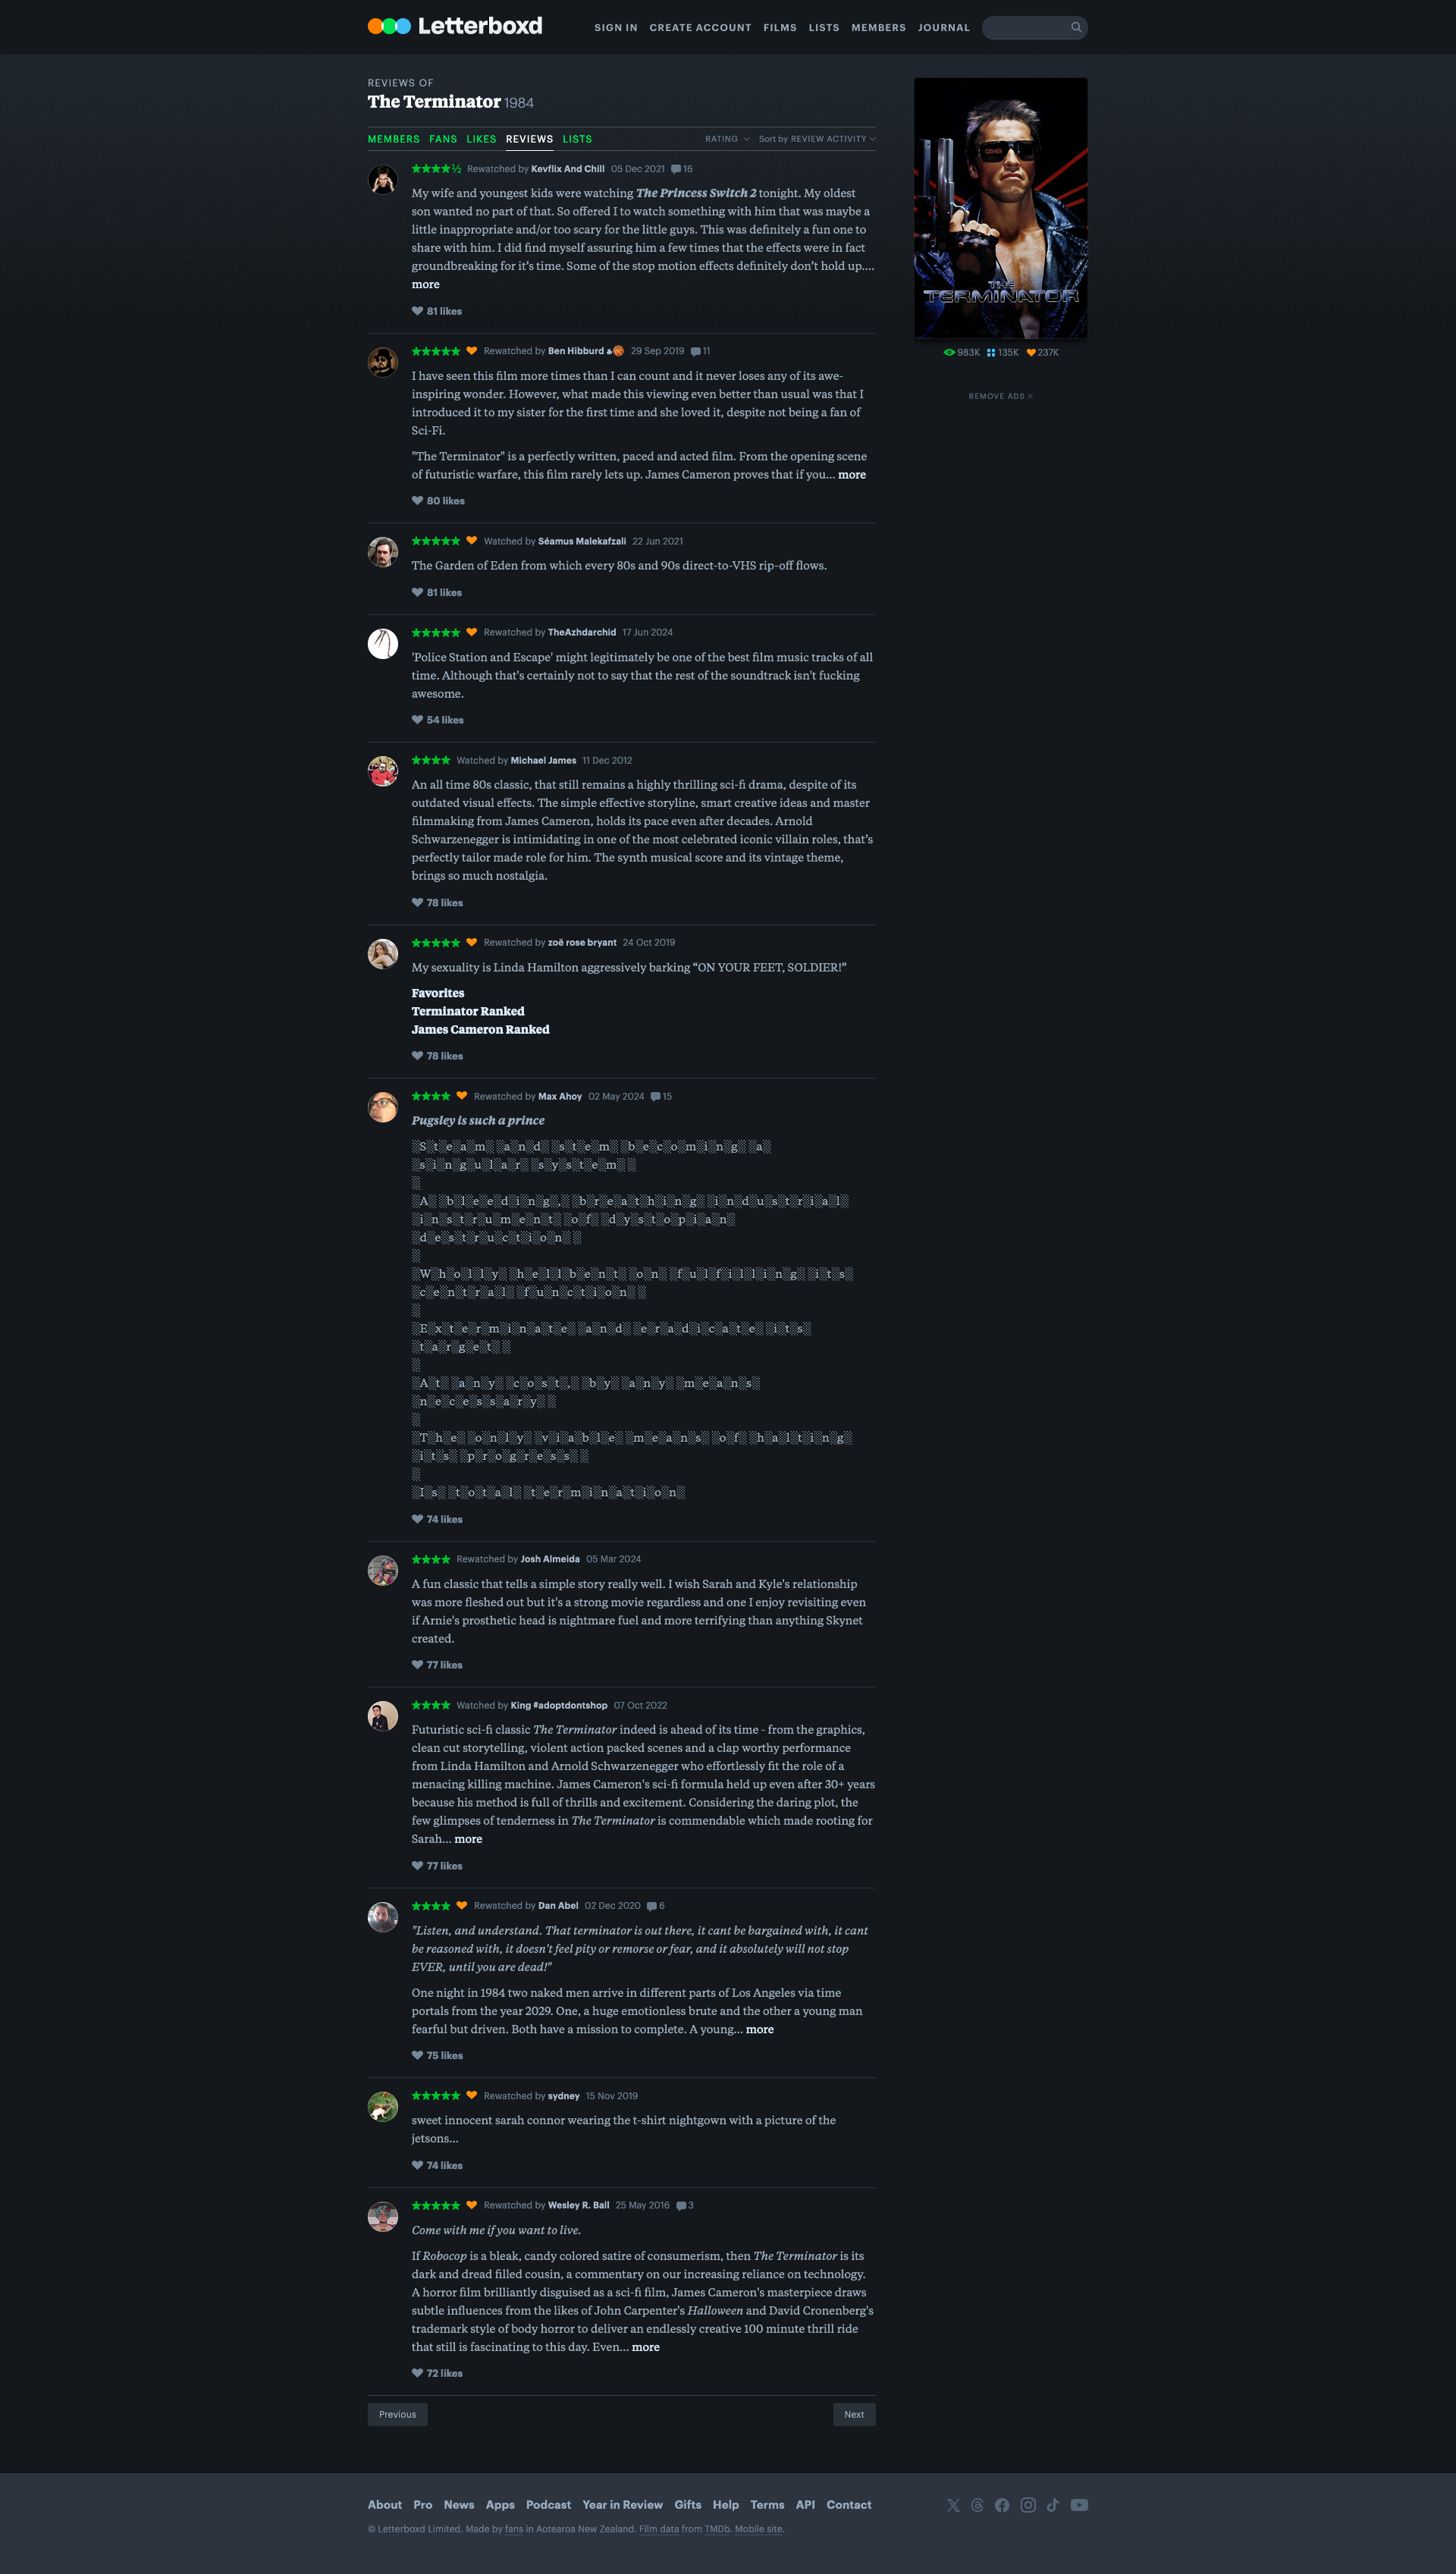 Letterboxd
SIGN IN CREATE ACCOUNT FILMS LISTS MEMBERS JOURNAL
REVIEWS OF
The Terminator 1984
MEMBERS FANS LIKES REVIEWS LISTS RATING Sort by REVIEW ACTIVITY
★★★★½ Rewatched by Kevflix And Chill 05 Dec 2021 16
My wife and youngest kids were watching The Princess Switch 2 tonight. My oldest
son wanted no part of that. So offered I to watch something with him that was maybe a
little inappropriate and/or too scary for the little guys. This was definitely a fun one to
share with him. I did find myself assuring him a few times that the effects were in fact
groundbreaking for it's time. Some of the stop motion effects definitely don't hold up.…
more
81 likes
★★★★★ Rewatched by Ben Hibburd ♣🏀 29 Sep 2019 11
I have seen this film more times than I can count and it never loses any of its awe-
inspiring wonder. However, what made this viewing even better than usual was that I
introduced it to my sister for the first time and she loved it, despite not being a fan of
Sci-Fi.
"The Terminator" is a perfectly written, paced and acted film. From the opening scene
of futuristic warfare, this film rarely lets up. James Cameron proves that if you… more
80 likes
★★★★★ Watched by Séamus Malekafzali 22 Jun 2021
The Garden of Eden from which every 80s and 90s direct-to-VHS rip-off flows.
81 likes
★★★★★ Rewatched by TheAzhdarchid 17 Jun 2024
'Police Station and Escape' might legitimately be one of the best film music tracks of all
time. Although that's certainly not to say that the rest of the soundtrack isn't fucking
awesome.
54 likes
★★★★ Watched by Michael James 11 Dec 2012
An all time 80s classic, that still remains a highly thrilling sci-fi drama, despite of its
outdated visual effects. The simple effective storyline, smart creative ideas and master
filmmaking from James Cameron, holds its pace even after decades. Arnold
Schwarzenegger is intimidating in one of the most celebrated iconic villain roles, that's
perfectly tailor made role for him. The synth musical score and its vintage theme,
brings so much nostalgia.
78 likes
★★★★★ Rewatched by zoë rose bryant 24 Oct 2019
My sexuality is Linda Hamilton aggressively barking “ON YOUR FEET, SOLDIER!”
Favorites
Terminator Ranked
James Cameron Ranked
78 likes
★★★★ Rewatched by Max Ahoy 02 May 2024 15
Pugsley is such a prince
░S░t░e░a░m░ ░a░n░d░ ░s░t░e░m░ ░b░e░c░o░m░i░n░g░ ░a░
░s░i░n░g░u░l░a░r░ ░s░y░s░t░e░m░ ░
░
░A░ ░b░l░e░e░d░i░n░g░,░ ░b░r░e░a░t░h░i░n░g░ ░i░n░d░u░s░t░r░i░a░l░
░i░n░s░t░r░u░m░e░n░t░ ░o░f░ ░d░y░s░t░o░p░i░a░n░
░d░e░s░t░r░u░c░t░i░o░n░ ░
░
░W░h░o░l░l░y░ ░h░e░l░l░b░e░n░t░ ░o░n░ ░f░u░l░f░i░l░l░i░n░g░ ░i░t░s░
░c░e░n░t░r░a░l░ ░f░u░n░c░t░i░o░n░ ░
░
░E░x░t░e░r░m░i░n░a░t░e░ ░a░n░d░ ░e░r░a░d░i░c░a░t░e░ ░i░t░s░
░t░a░r░g░e░t░ ░
░
░A░t░ ░a░n░y░ ░c░o░s░t░,░ ░b░y░ ░a░n░y░ ░m░e░a░n░s░
░n░e░c░e░s░s░a░r░y░ ░
░
░T░h░e░ ░o░n░l░y░ ░v░i░a░b░l░e░ ░m░e░a░n░s░ ░o░f░ ░h░a░l░t░i░n░g░
░i░t░s░ ░p░r░o░g░r░e░s░s░ ░
░
░I░s░ ░t░o░t░a░l░ ░t░e░r░m░i░n░a░t░i░o░n░
74 likes
★★★★ Rewatched by Josh Almeida 05 Mar 2024
A fun classic that tells a simple story really well. I wish Sarah and Kyle's relationship
was more fleshed out but it's a strong movie regardless and one I enjoy revisiting even
if Arnie's prosthetic head is nightmare fuel and more terrifying than anything Skynet
created.
77 likes
★★★★ Watched by King #adoptdontshop 07 Oct 2022
Futuristic sci-fi classic The Terminator indeed is ahead of its time - from the graphics,
clean cut storytelling, violent action packed scenes and a clap worthy performance
from Linda Hamilton and Arnold Schwarzenegger who effortlessly fit the role of a
menacing killing machine. James Cameron's sci-fi formula held up even after 30+ years
because his method is full of thrills and excitement. Considering the daring plot, the
few glimpses of tenderness in The Terminator is commendable which made rooting for
Sarah… more
77 likes
★★★★ Rewatched by Dan Abel 02 Dec 2020 6
"Listen, and understand. That terminator is out there, it cant be bargained with, it cant
be reasoned with, it doesn't feel pity or remorse or fear, and it absolutely will not stop
EVER, until you are dead!"
One night in 1984 two naked men arrive in different parts of Los Angeles via time
portals from the year 2029. One, a huge emotionless brute and the other a young man
fearful but driven. Both have a mission to complete. A young… more
75 likes
★★★★★ Rewatched by sydney 15 Nov 2019
sweet innocent sarah connor wearing the t-shirt nightgown with a picture of the
jetsons…
74 likes
★★★★★ Rewatched by Wesley R. Ball 25 May 2016 3
Come with me if you want to live.
If Robocop is a bleak, candy colored satire of consumerism, then The Terminator is its
dark and dread filled cousin, a commentary on our increasing reliance on technology.
A horror film brilliantly disguised as a sci-fi film, James Cameron's masterpiece draws
subtle influences from the likes of John Carpenter's Halloween and David Cronenberg's
trademark style of body horror to deliver an endlessly creative 100 minute thrill ride
that still is fascinating to this day. Even… more
72 likes
Previous Next
THE
TERMINATOR
983K 135K 237K
REMOVE ADS
About Pro News Apps Podcast Year in Review Gifts Help Terms API Contact
© Letterboxd Limited. Made by fans in Aotearoa New Zealand. Film data from TMDb. Mobile site.